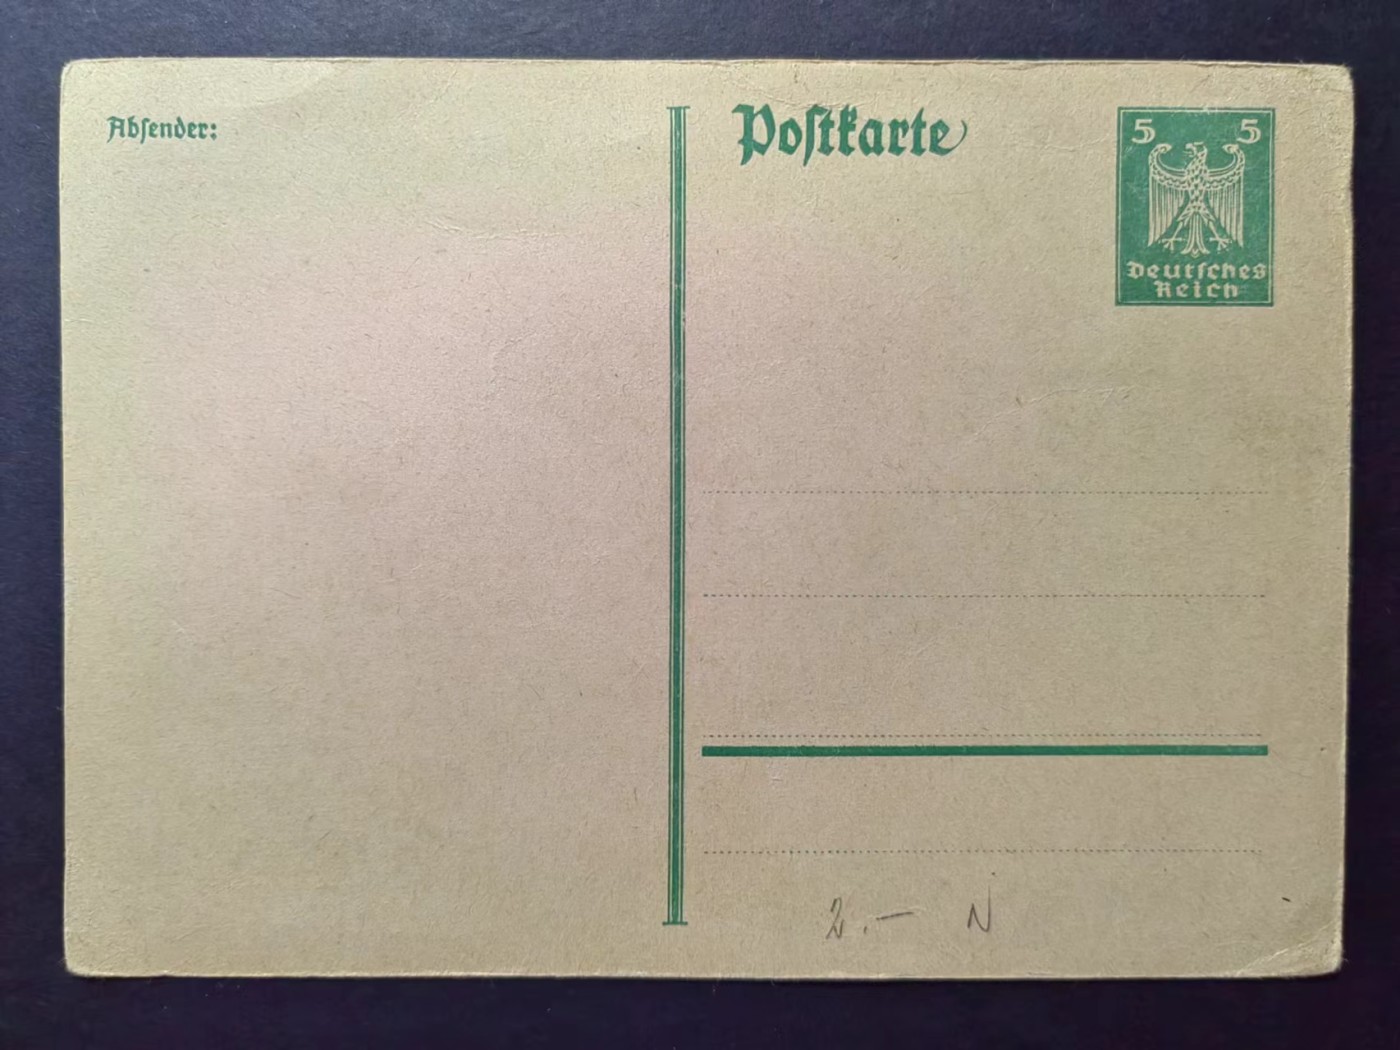 Absender:
Postkarte
5 5
Deutsches
Reich
2.— N